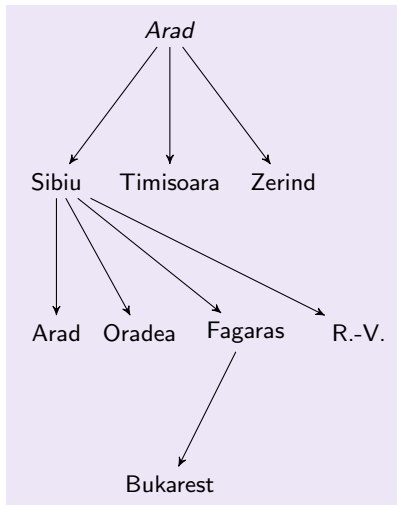 Arad
Sibiu Timisoara Zerind
Arad Oradea Fagaras R.-V.
Bukarest